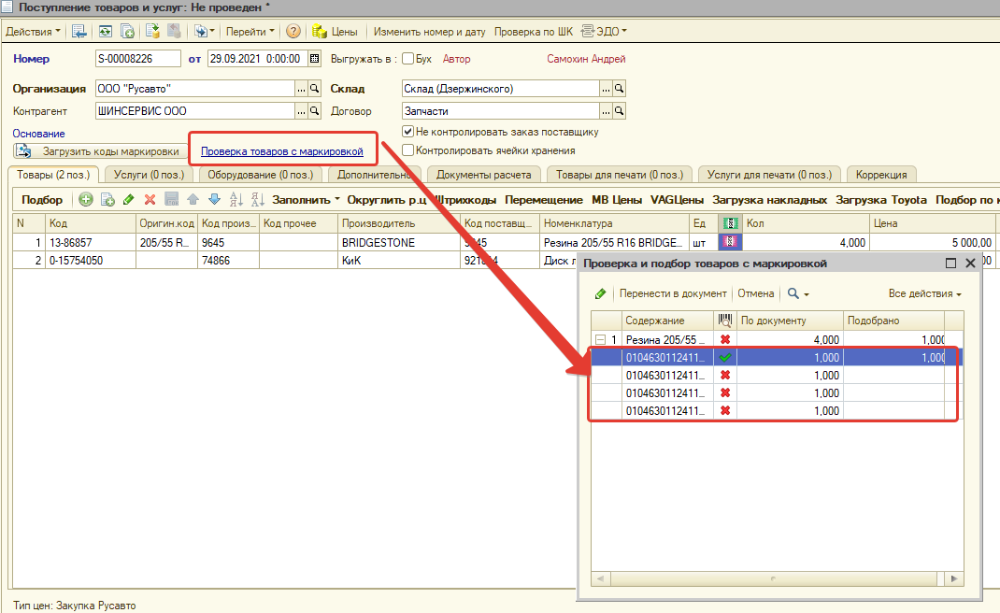 Поступление товаров и услуг: Не проведен *
Действия Перейти Цены Изменить номер и дату Проверка по ШК ЭДО
Номер S-00008226 от 29.09.2021 0:00:00 Выгружать в : Бух Автор Самохин Андрей
Организация ООО "Русавто" ... Склад Склад (Дзержинского) ...
Контрагент ШИНСЕРВИС ООО ... Договор Запчасти ...
Основание Не контролировать заказ поставщику
Загрузить коды маркировки Проверка товаров с маркировкой Контролировать ячейки хранения
Товары (2 поз.) Услуги (0 поз.) Оборудование (0 поз.) Дополнительно Документы расчета Товары для печати (0 поз.) Услуги для печати (0 поз.) Коррекция
Подбор Заполнить Округлить р.ц Штрихкоды Перемещение МВ Цены VAGЦены Загрузка накладных Загрузка Toyota Подбор по
N Код Оригин.код Код произ... Код прочее Производитель Код поставщ... Номенклатура Ед Кол Цена
1 13-86857 205/55 R... 9645 BRIDGESTONE Резина 205/55 R16 BRIDGE... шт 4,000 5 000,00
2 0-15754050 74866 КиК Диск
Проверка и подбор товаров с маркировкой
Перенести в документ Отмена Все действия
Содержание По документу Подобрано
1 Резина 205/55 ... 4,000 1,000
0104630112411... 1,000 1,000
0104630112411... 1,000
0104630112411... 1,000
0104630112411... 1,000
Тип цен: Закупка Русавто